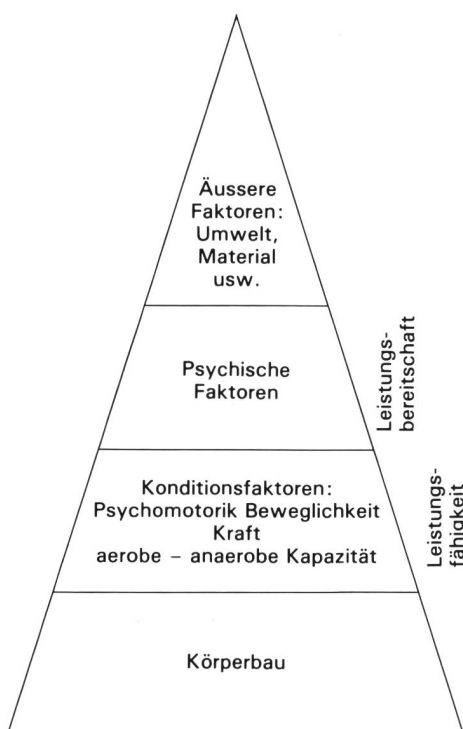 Äussere
Faktoren:
Umwelt,
Material
usw.
Psychische
Faktoren
Leistungs-
bereitschaft
Konditionsfaktoren:
Psychomotorik Beweglichkeit
Kraft
aerobe – anaerobe Kapazität
Leistungs-
fähigkeit
Körperbau